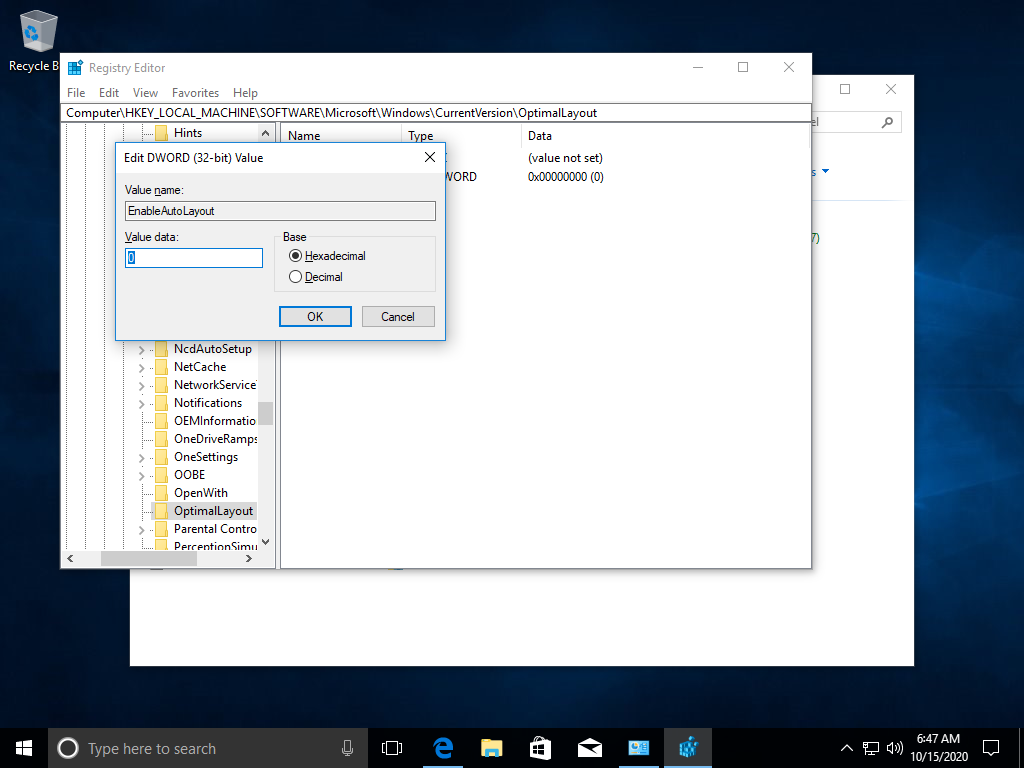 Recycle B
Registry Editor
File Edit View Favorites Help
Computer\HKEY_LOCAL_MACHINE\SOFTWARE\Microsoft\Windows\CurrentVersion\OptimalLayout
Hints
Name Type Data
(value not set)
WORD 0x00000000 (0)
Edit DWORD (32-bit) Value
Value name:
EnableAutoLayout
Value data:
0
Base
Hexadecimal
Decimal
OK Cancel
NcdAutoSetup
NetCache
NetworkService
Notifications
OEMInformatio
OneDriveRamps
OneSettings
OOBE
OpenWith
OptimalLayout
Parental Contro
PerceptionSimu
el
s
7)
Type here to search
6:47 AM
10/15/2020